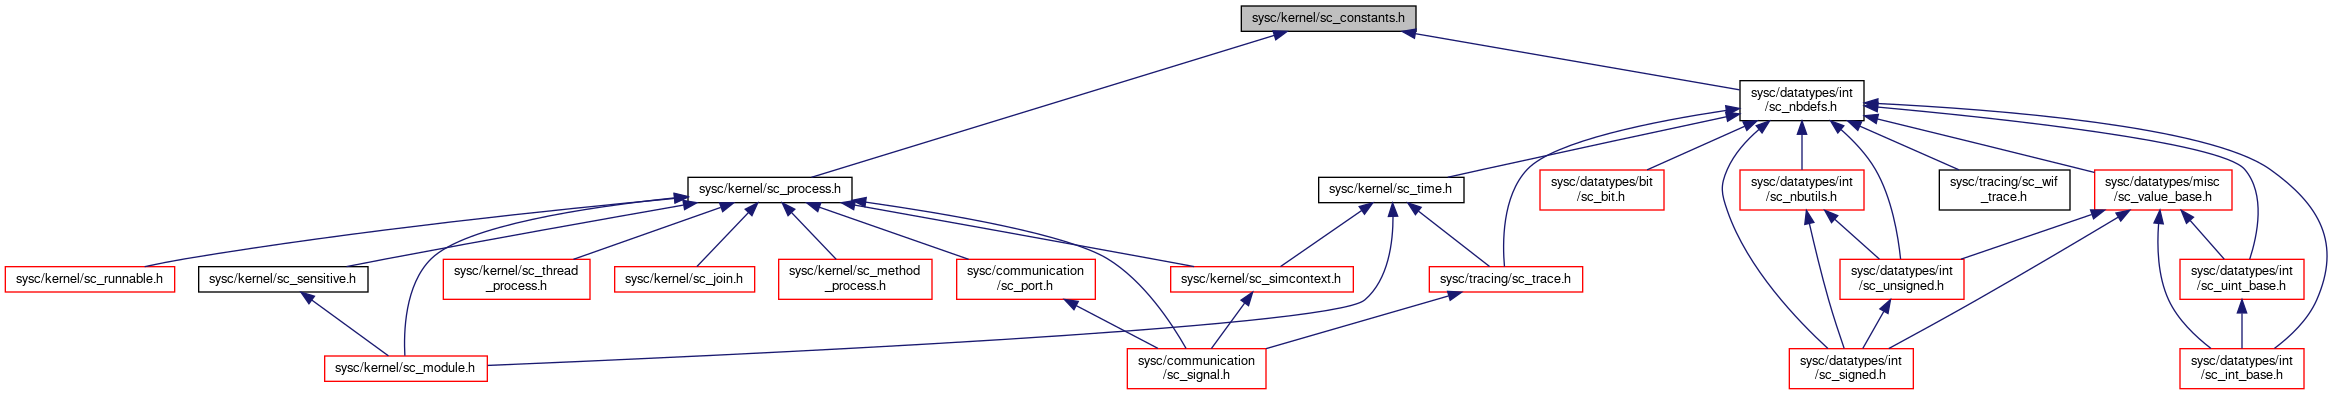 sysc/kernel/sc_constants.h
sysc/datatypes/int
/sc_nbdefs.h
sysc/kernel/sc_process.h
sysc/kernel/sc_time.h
sysc/datatypes/bit
/sc_bit.h
sysc/datatypes/int
/sc_nbutils.h
sysc/tracing/sc_wif
_trace.h
sysc/datatypes/misc
/sc_value_base.h
sysc/kernel/sc_runnable.h
sysc/kernel/sc_sensitive.h
sysc/kernel/sc_thread
_process.h
sysc/kernel/sc_join.h
sysc/kernel/sc_method
_process.h
sysc/communication
/sc_port.h
sysc/kernel/sc_simcontext.h
sysc/tracing/sc_trace.h
sysc/datatypes/int
/sc_unsigned.h
sysc/datatypes/int
/sc_uint_base.h
sysc/kernel/sc_module.h
sysc/communication
/sc_signal.h
sysc/datatypes/int
/sc_signed.h
sysc/datatypes/int
/sc_int_base.h